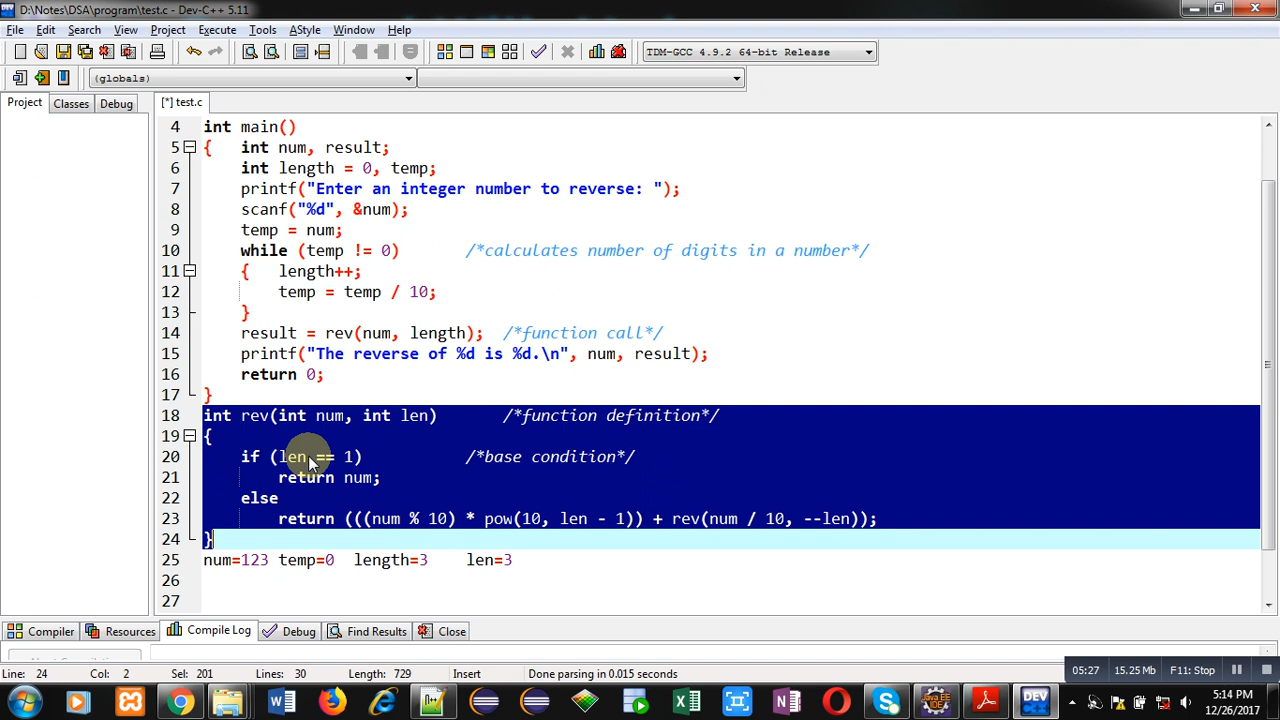 D:\Notes\DSA\program\test.c - Dev-C++ 5.11
File Edit Search View Project Execute Tools AStyle Window Help
TDM-GCC 4.9.2 64-bit Release
(globals)
Project Classes Debug
[*] test.c
4 int main()
5 { int num, result;
6 int length = 0, temp;
7 printf("Enter an integer number to reverse: ");
8 scanf("%d", &num);
9 temp = num;
10 while (temp != 0) /*calculates number of digits in a number*/
11 { length++;
12 temp = temp / 10;
13 }
14 result = rev(num, length); /*function call*/
15 printf("The reverse of %d is %d.\n", num, result);
16 return 0;
17 }
18 int rev(int num, int len) /*function definition*/
19 {
20 if (len == 1) /*base condition*/
21 return num;
22 else
23 return (((num % 10) * pow(10, len - 1)) + rev(num / 10, --len));
24 }
25 num=123 temp=0 length=3 len=3
26
27
Compiler Resources Compile Log Debug Find Results Close
Line: 24 Col: 2 Sel: 201 Lines: 30 Length: 729 Insert Done parsing in 0.015 seconds
05:27 15.25 Mb F11: Stop
DEV
5:14 PM
12/26/2017